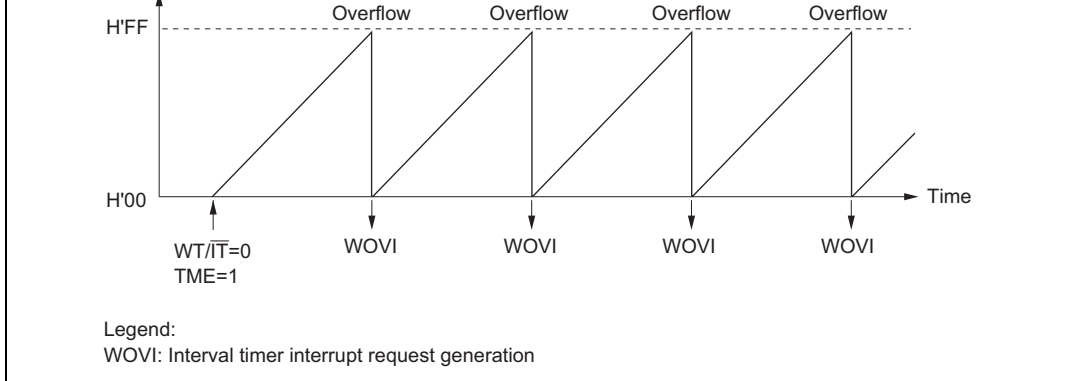 Overflow Overflow Overflow Overflow
H'FF
H'00
Time
WT/I̅T̅=0
TME=1
WOVI WOVI WOVI WOVI
Legend:
WOVI: Interval timer interrupt request generation